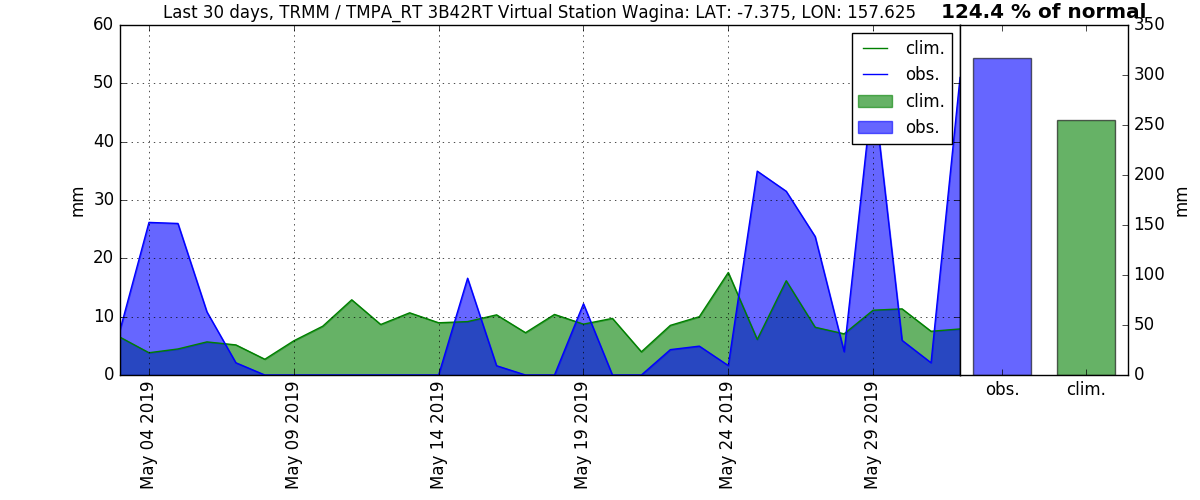 Last 30 days, TRMM / TMPA_RT 3B42RT Virtual Station Wagina: LAT: -7.375, LON: 157.625
124.4 % of normal
60
50
40
30
20
10
0
mm
clim.
obs.
clim.
obs.
350
300
250
200
150
100
50
0
mm
May 04 2019
May 09 2019
May 14 2019
May 19 2019
May 24 2019
May 29 2019
obs.
clim.